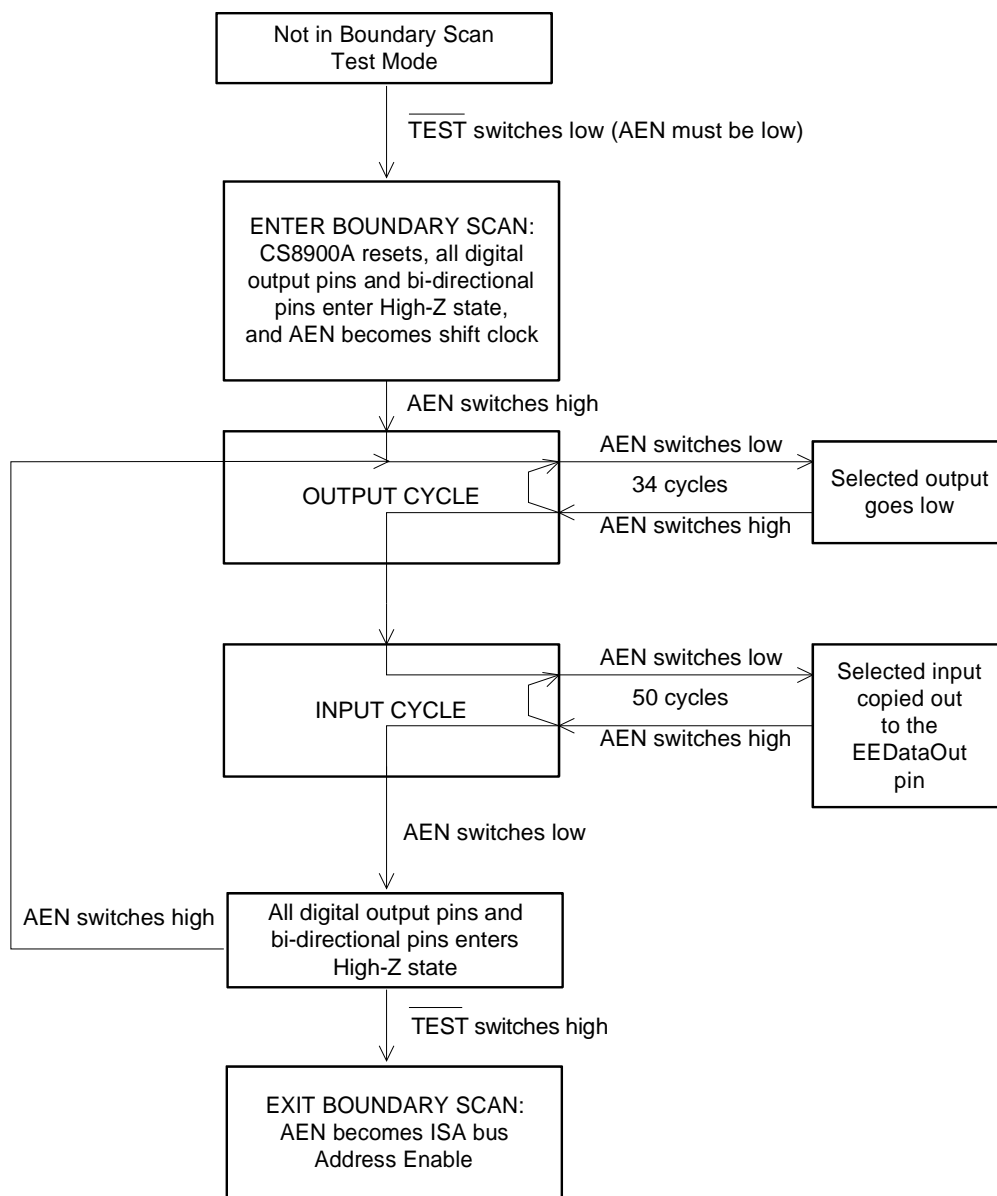 Not in Boundary Scan
Test Mode
TEST switches low (AEN must be low)
ENTER BOUNDARY SCAN:
CS8900A resets, all digital
output pins and bi-directional
pins enter High-Z state,
and AEN becomes shift clock
AEN switches high
OUTPUT CYCLE
AEN switches low
34 cycles
AEN switches high
Selected output
goes low
INPUT CYCLE
AEN switches low
50 cycles
AEN switches high
Selected input
copied out
to the
EEDataOut
pin
AEN switches low
AEN switches high
All digital output pins and
bi-directional pins enters
High-Z state
TEST switches high
EXIT BOUNDARY SCAN:
AEN becomes ISA bus
Address Enable